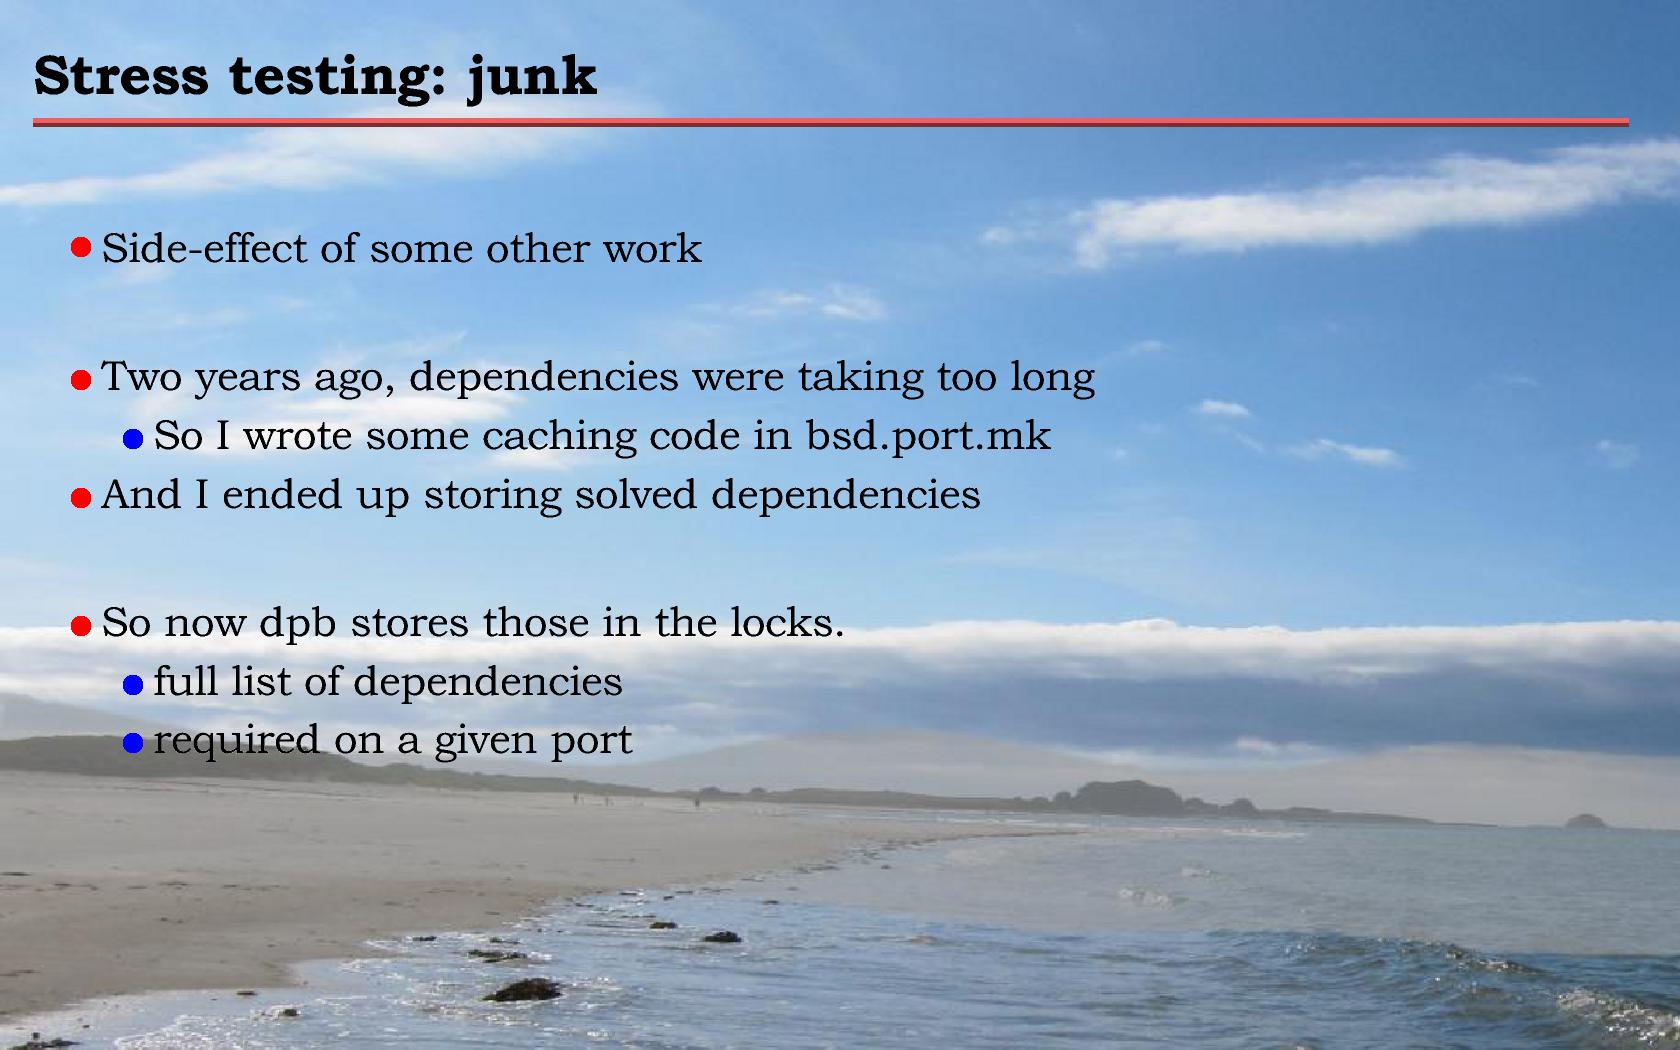 Stress testing: junk
Side-effect of some other work
Two years ago, dependencies were taking too long
So I wrote some caching code in bsd.port.mk
And I ended up storing solved dependencies
So now dpb stores those in the locks.
full list of dependencies
required on a given port